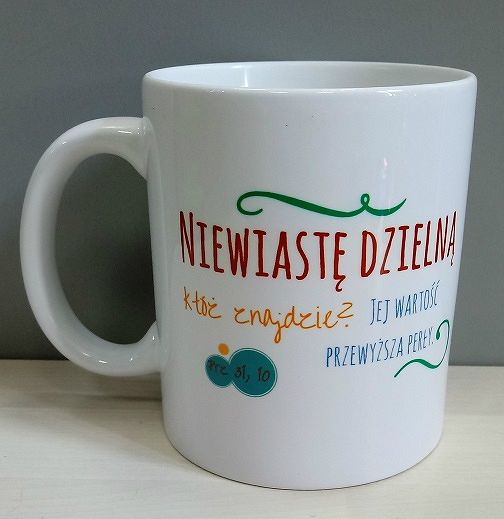 NIEWIASTĘ DZIELNĄ
któż znajdzie? JEJ WARTOŚĆ
PRZEWYŻSZA PERŁY.
Prz 31, 10